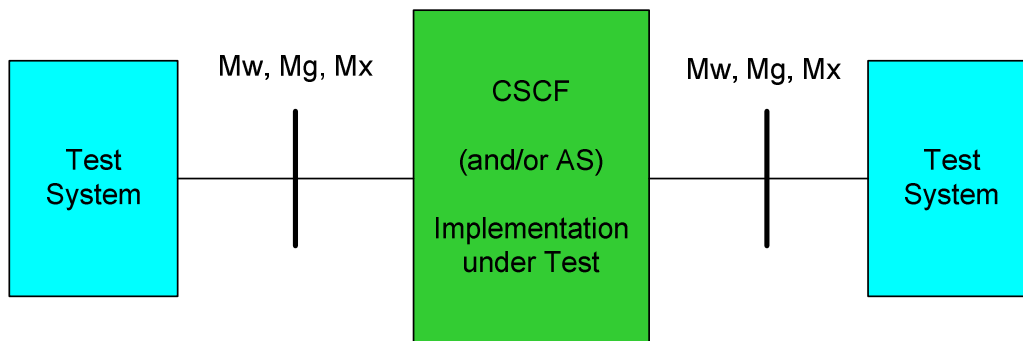 Test
System
Mw, Mg, Mx
CSCF
(and/or AS)
Implementation
under Test
Mw, Mg, Mx
Test
System